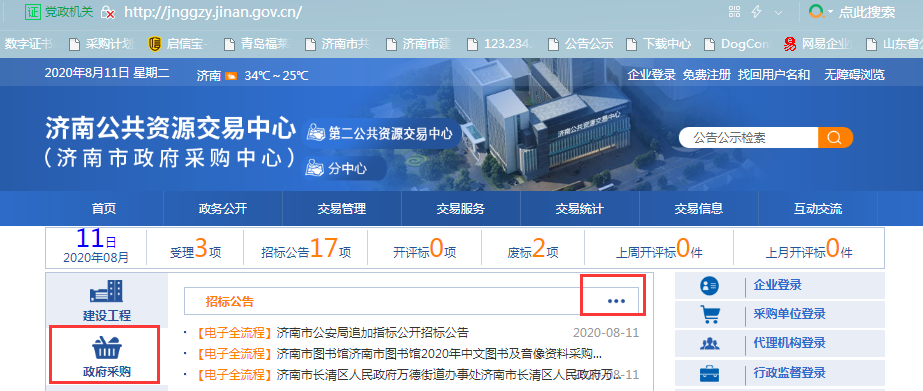 证 党政机关 http://jnggzy.jinan.gov.cn/ 点此搜索
数字证书 采购计划 启信宝- 青岛福莱 济南市共 济南市建 123.234. 公告公示 下载中心 DogCon 网易企业 山东省公
2020年8月11日 星期二 济南 34℃~25℃ 企业登录 免费注册 找回用户名和 无障碍浏览
济南公共资源交易中心
(济南市政府采购中心)
第二公共资源交易中心
分中心
公告公示检索
济南公共资源交易中心
首页 政务公开 交易管理 交易服务 交易统计 交易信息 互动交流
11日
2020年08月
受理3项 招标公告17项 开评标0项 废标2项 上周开评标0件 上月开评标0件
建设工程
政府采购
招标公告 •••
【电子全流程】济南市公安局追加指标公开招标公告 2020-08-11
【电子全流程】济南市图书馆济南市图书馆2020年中文图书及音像资料采购...
【电子全流程】济南市长清区人民政府万德街道办事处济南市长清区人民政府万... 08-11
企业登录
采购单位登录
代理机构登录
行政监督登录